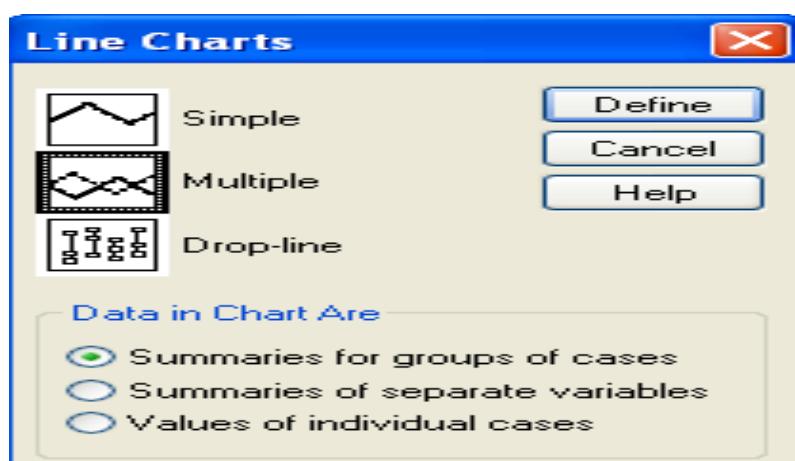 Line Charts
Simple
Multiple
Drop-line
Define
Cancel
Help
Data in Chart Are
Summaries for groups of cases
Summaries of separate variables
Values of individual cases